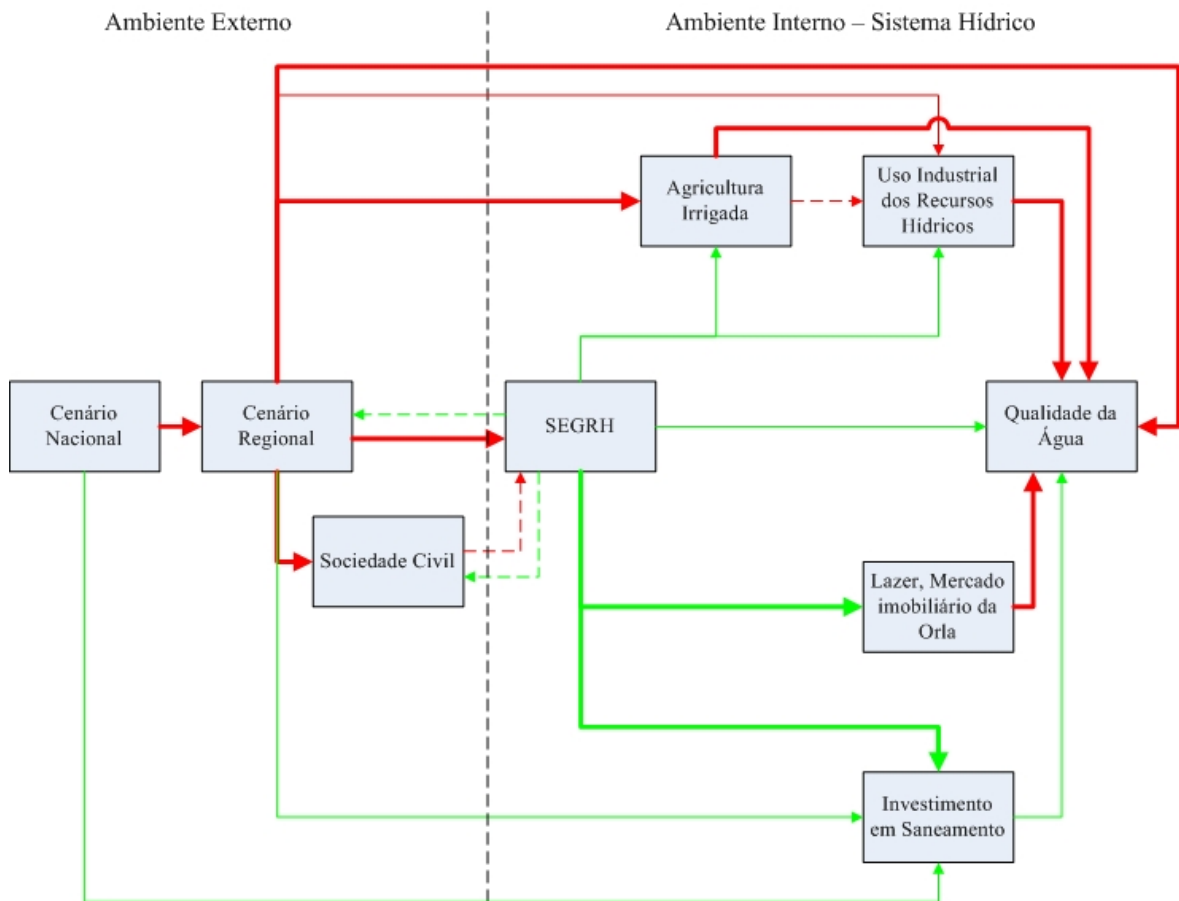 Ambiente Externo
Ambiente Interno – Sistema Hídrico
Agricultura
Irrigada
Uso Industrial
dos Recursos
Hídricos
Cenário
Nacional
Cenário
Regional
SEGRH
Qualidade da
Água
Sociedade Civil
Lazer, Mercado
imobiliário da
Orla
Investimento
em Saneamento